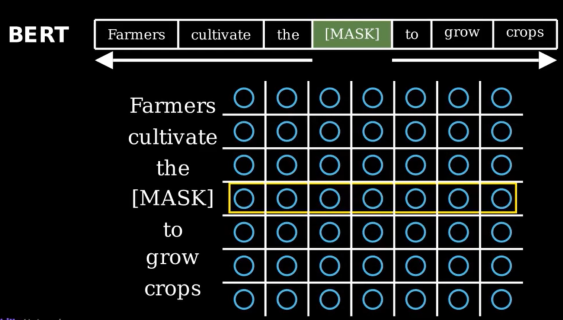 BERT Farmers cultivate the [MASK] to grow crops
Farmers
cultivate
the
[MASK]
to
grow
crops